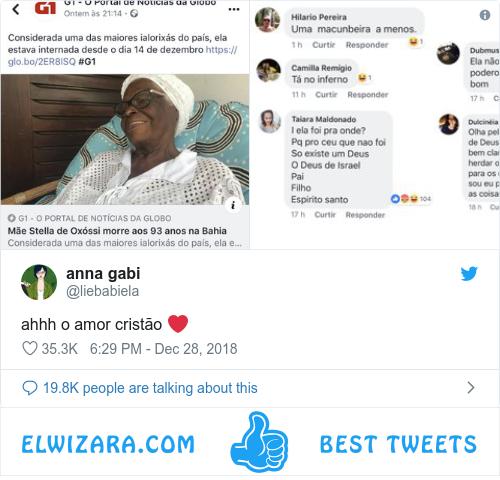 G1 - O Portal de Notícias da Globo
Ontem às 21:14 ·
Considerada uma das maiores ialorixás do país, ela
estava internada desde o dia 14 de dezembro https://
glo.bo/2ER8ISQ #G1
G1 - O PORTAL DE NOTÍCIAS DA GLOBO
Mãe Stella de Oxóssi morre aos 93 anos na Bahia
Considerada uma das maiores ialorixás do país, ela e...
Hilario Pereira
Uma macunbeira a menos.
1 h Curtir Responder
1
Camilla Remigio
Tá no inferno
1
11 h Curtir Responder
Taiara Maldonado
I ela foi pra onde?
Pq pro ceu que nao foi
So existe um Deus
O Deus de Israel
Pai
Filho
Espirito santo
104
17 h Curtir Responder
Dubmus
Ela não
podero
bom
17 h C
Dulcinéia
Olha pel
de Deus
bem cla
herdar o
para os
sou eu p
as coisa
18 h Cu
anna gabi
@liebabiela
ahhh o amor cristão ❤️
35.3K 6:29 PM - Dec 28, 2018
19.8K people are talking about this
ELWIZARA.COM
BEST TWEETS